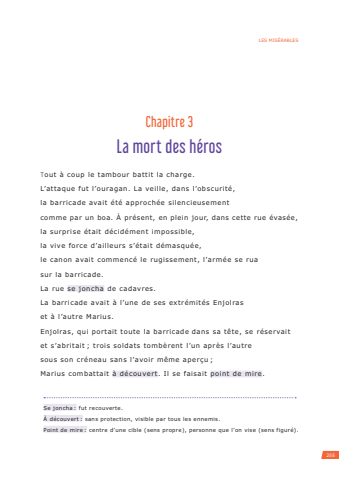 LES MISÉRABLES
Chapitre 3
La mort des héros
Tout à coup le tambour battit la charge.
L’attaque fut l’ouragan. La veille, dans l’obscurité,
la barricade avait été approchée silencieusement
comme par un boa. À présent, en plein jour, dans cette rue évasée,
la surprise était décidément impossible,
la vive force d’ailleurs s’était démasquée,
le canon avait commencé le rugissement, l’armée se rua
sur la barricade.
La rue se joncha de cadavres.
La barricade avait à l’une de ses extrémités Enjolras
et à l’autre Marius.
Enjolras, qui portait toute la barricade dans sa tête, se réservait
et s’abritait ; trois soldats tombèrent l’un après l’autre
sous son créneau sans l’avoir même aperçu ;
Marius combattait à découvert. Il se faisait point de mire.
Se joncha : fut recouverte.
À découvert : sans protection, visible par tous les ennemis.
Point de mire : centre d’une cible (sens propre), personne que l’on vise (sens figuré).